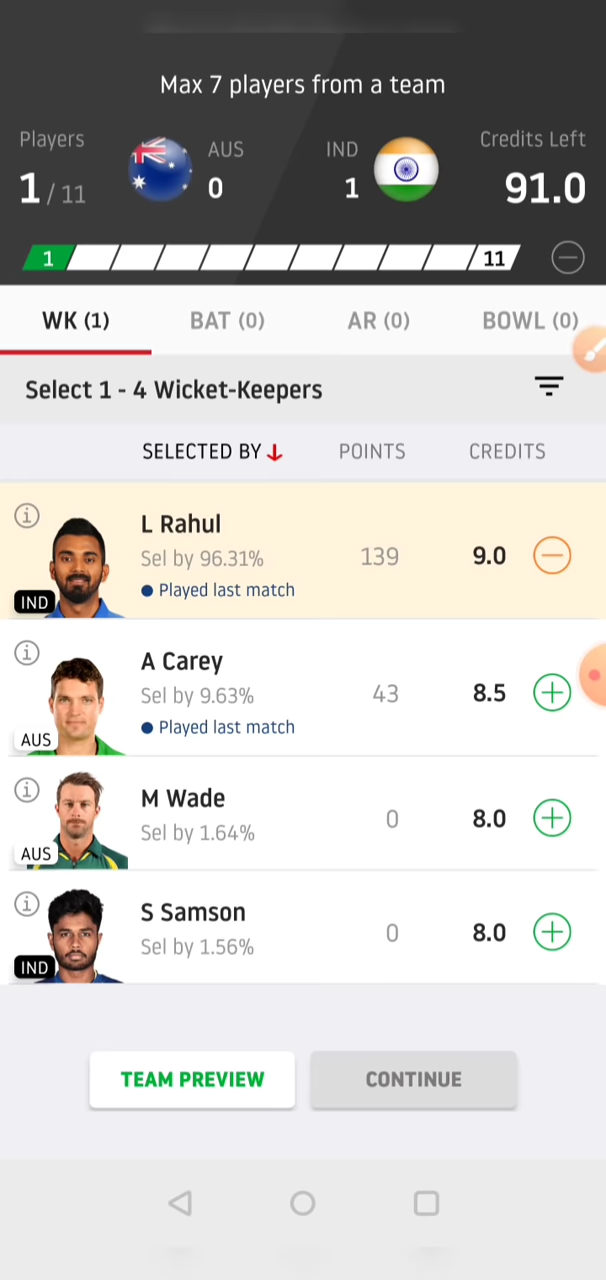 Max 7 players from a team
Players
AUS
IND
Credits Left
1 / 11
0
1
91.0
1
11
WK (1)
BAT (0)
AR (0)
BOWL (0)
Select 1 - 4 Wicket-Keepers
SELECTED BY
POINTS
CREDITS
L Rahul
Sel by 96.31%
139
9.0
Played last match
IND
A Carey
Sel by 9.63%
43
8.5
Played last match
AUS
M Wade
Sel by 1.64%
0
8.0
AUS
S Samson
Sel by 1.56%
0
8.0
IND
TEAM PREVIEW
CONTINUE